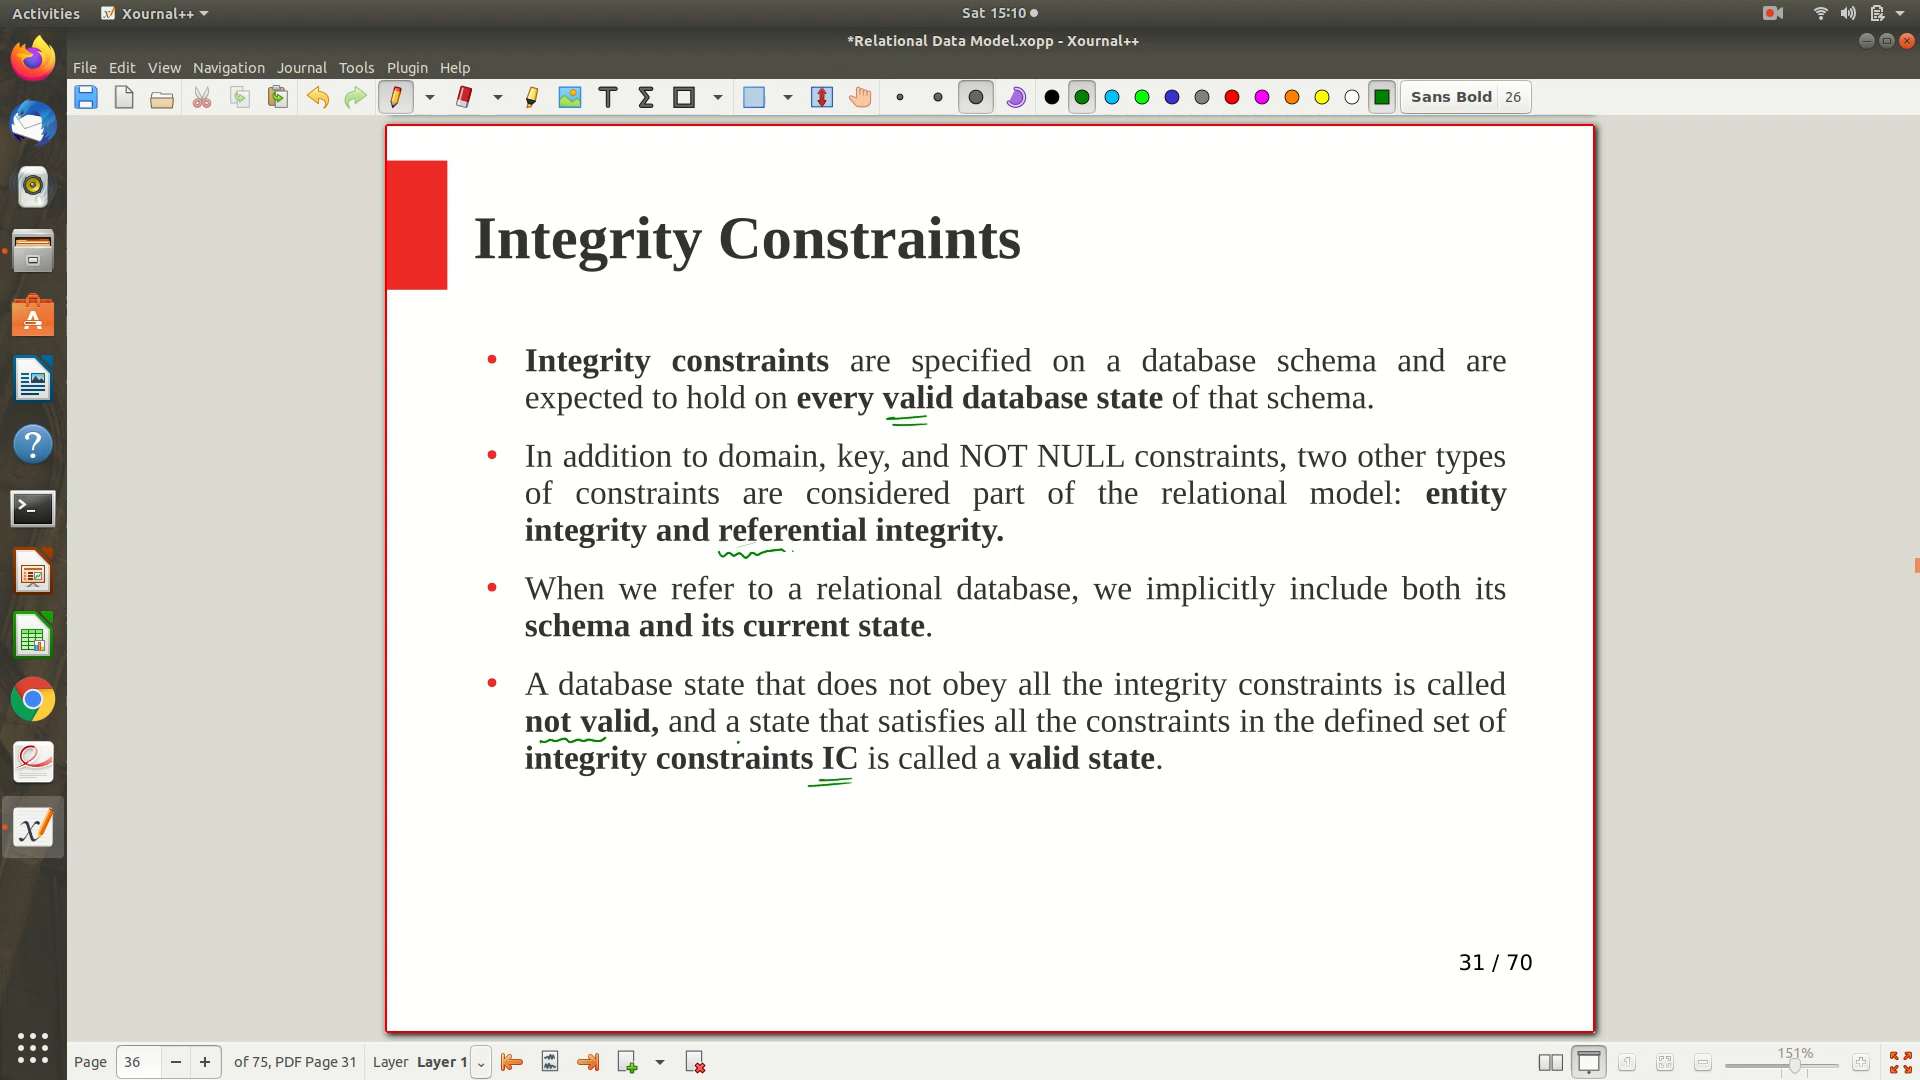 Activities Xournal++ Sat 15:10
*Relational Data Model.xopp - Xournal++
File Edit View Navigation Journal Tools Plugin Help
Sans Bold 26
Integrity Constraints
• Integrity constraints are specified on a database schema and are
expected to hold on every valid database state of that schema.
• In addition to domain, key, and NOT NULL constraints, two other types
of constraints are considered part of the relational model: entity
integrity and referential integrity.
• When we refer to a relational database, we implicitly include both its
schema and its current state.
• A database state that does not obey all the integrity constraints is called
not valid, and a state that satisfies all the constraints in the defined set of
integrity constraints IC is called a valid state.
31 / 70
Page 36 of 75, PDF Page 31 Layer Layer 1 151%